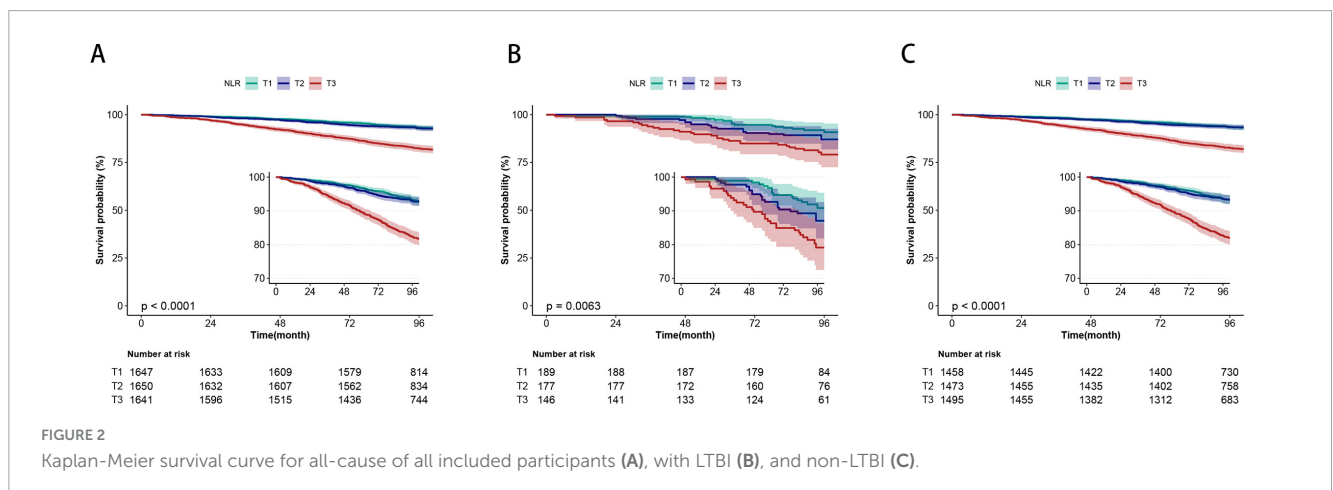 A
NLR T1 T2 T3
100
75
50
25
0
Survival probability (%)
100
90
80
70
0 24 48 72 96
p < 0.0001
0 24 48 72 96
Time(month)
Number at risk
T1 1647 1633 1609 1579 814
T2 1650 1632 1607 1562 834
T3 1641 1596 1515 1436 744
B
NLR T1 T2 T3
100
75
50
25
0
Survival probability (%)
100
90
80
70
0 24 48 72 96
p = 0.0063
0 24 48 72 96
Time(month)
Number at risk
T1 189 188 187 179 84
T2 177 177 172 160 76
T3 146 141 133 124 61
C
NLR T1 T2 T3
100
75
50
25
0
Survival probability (%)
100
90
80
70
0 24 48 72 96
p < 0.0001
0 24 48 72 96
Time(month)
Number at risk
T1 1458 1445 1422 1400 730
T2 1473 1455 1435 1402 758
T3 1495 1455 1382 1312 683
FIGURE 2
Kaplan-Meier survival curve for all-cause of all included participants (A), with LTBI (B), and non-LTBI (C).